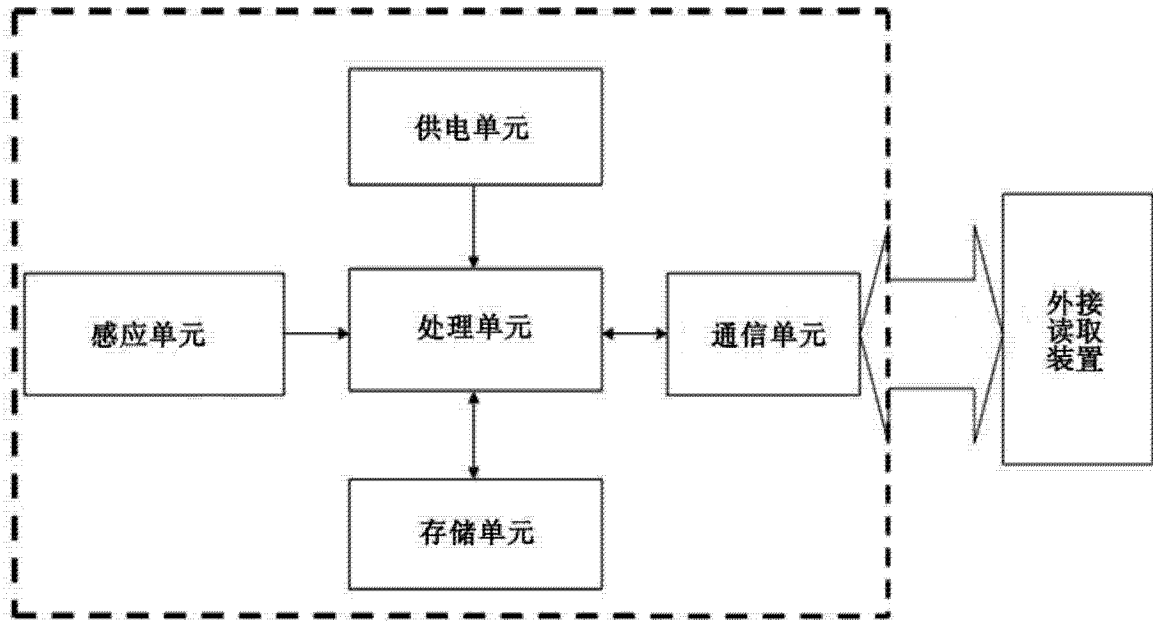 供电单元
感应单元
处理单元
通信单元
外接
读取
装置
存储单元